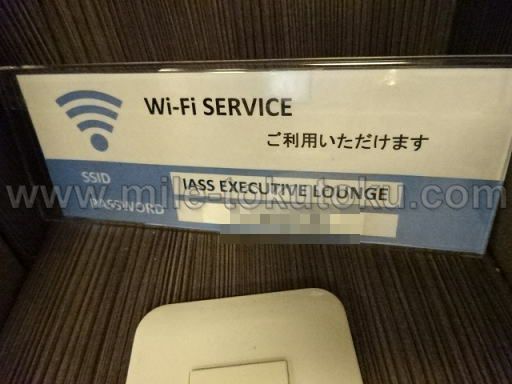 Wi-Fi SERVICE
ご利用いただけます
SSID IASS EXECUTIVE LOUNGE
PASSWORD
www.mile-tokutoku.com